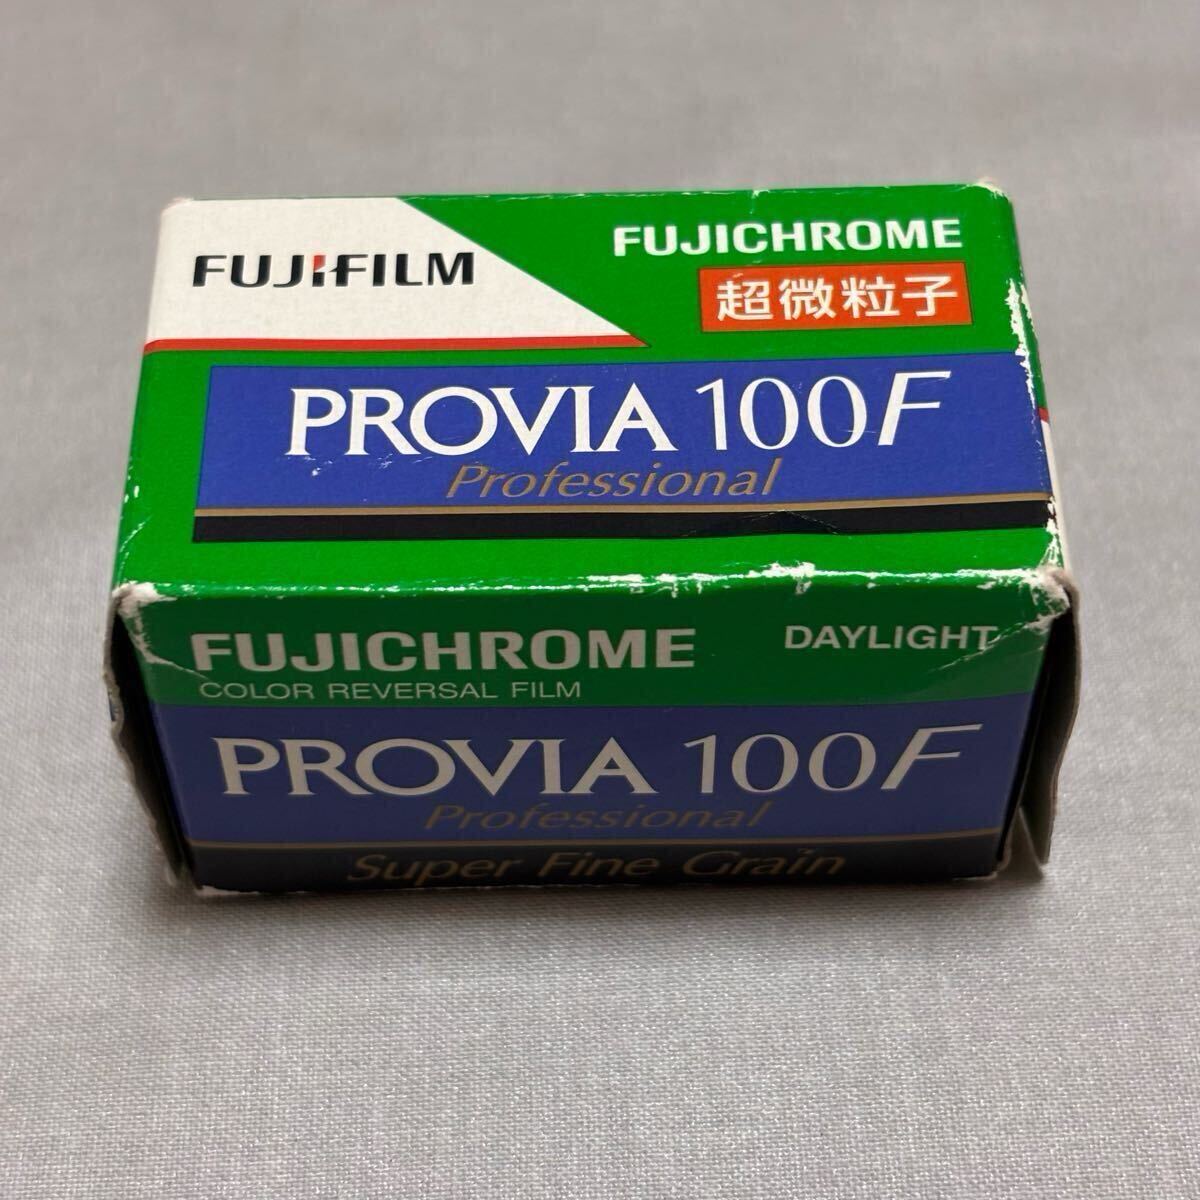 FUJIFILM
FUJICHROME
超微粒子
PROVIA 100F
Professional
FUJICHROME
DAYLIGHT
COLOR REVERSAL FILM
PROVIA 100F
Professional
Super Fine Grain